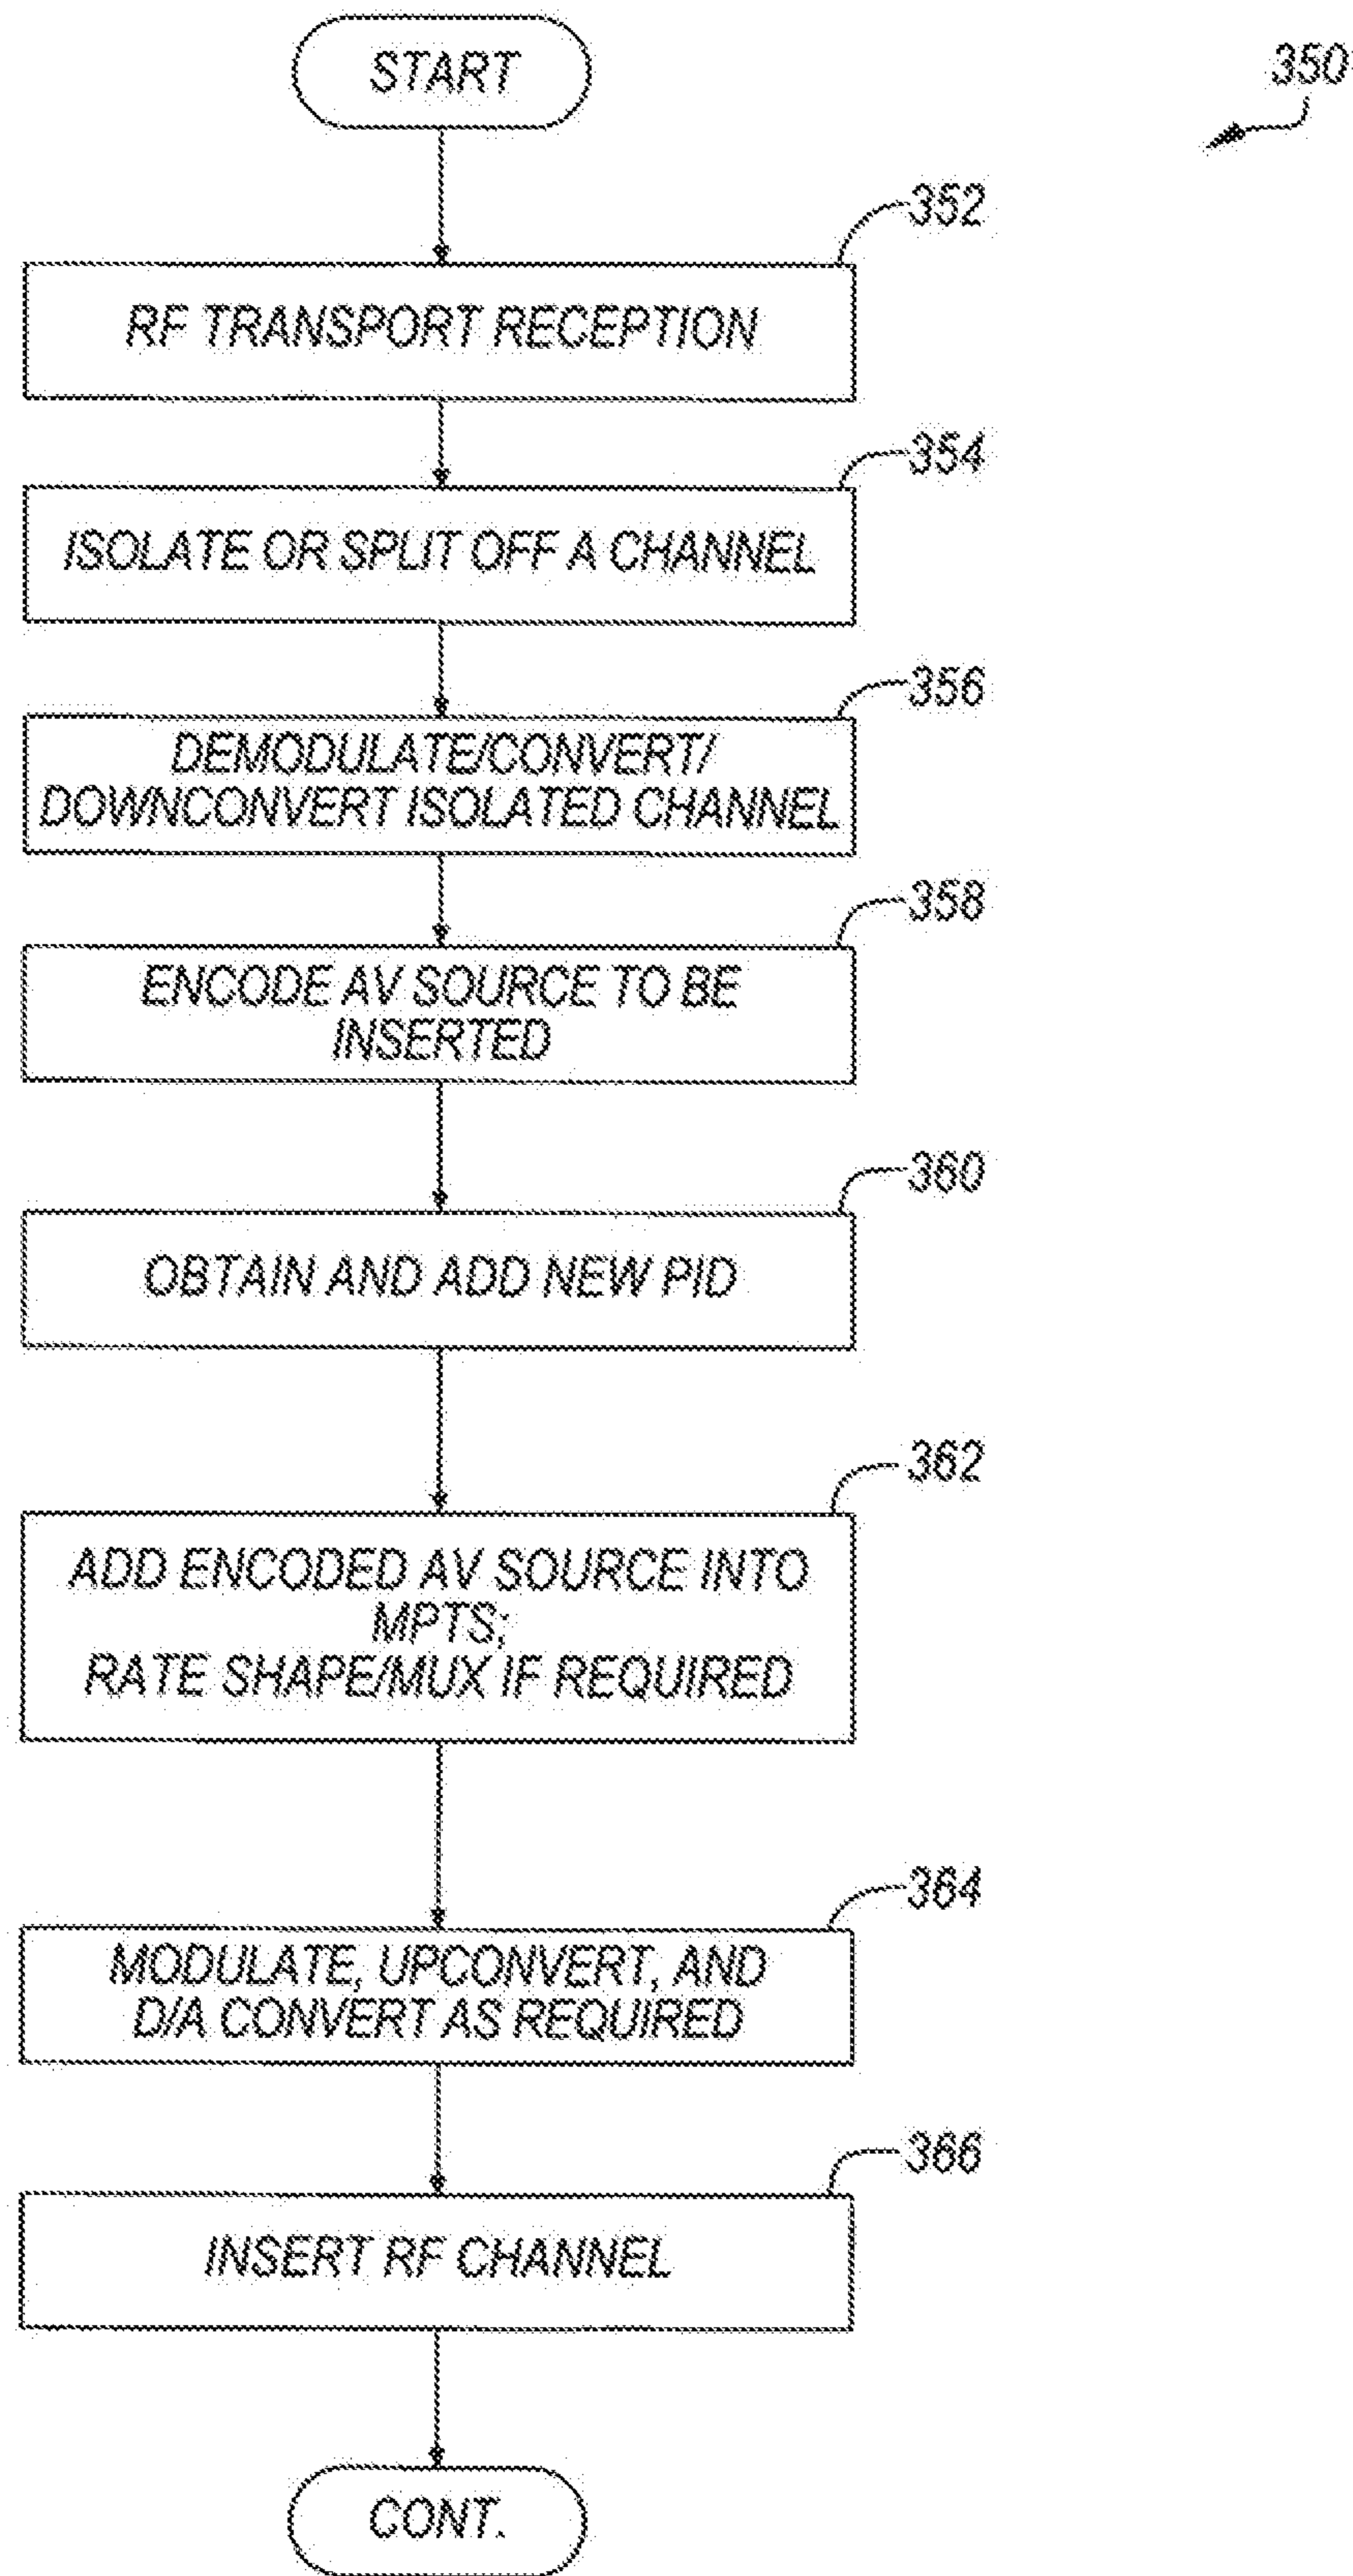 START
350
352
RF TRANSPORT RECEPTION
354
ISOLATE OR SPLIT OFF A CHANNEL
356
DEMODULATE/CONVERT/
DOWNCONVERT ISOLATED CHANNEL
358
ENCODE AV SOURCE TO BE
INSERTED
360
OBTAIN AND ADD NEW PID
362
ADD ENCODED AV SOURCE INTO
MPTS;
RATE SHAPE/MUX IF REQUIRED
364
MODULATE, UPCONVERT, AND
D/A CONVERT AS REQUIRED
366
INSERT RF CHANNEL
CONT.